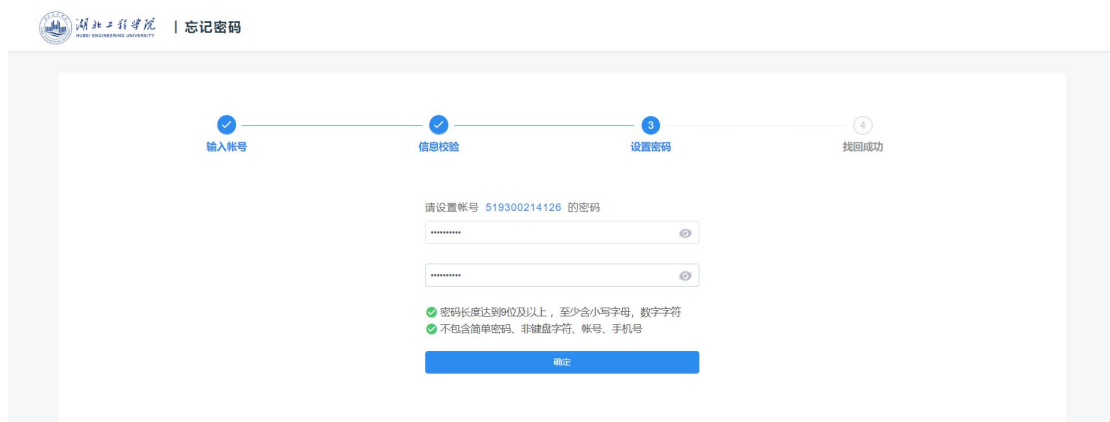 湖北工程学院 | 忘记密码
HUBEI ENGINEERING UNIVERSITY
3
4
输入帐号
信息校验
设置密码
找回成功
请设置帐号 519300214126 的密码
••••••••••
••••••••••
密码长度达到9位及以上 ，至少含小写字母，数字字符
不包含简单密码、非键盘字符、帐号、手机号
确定